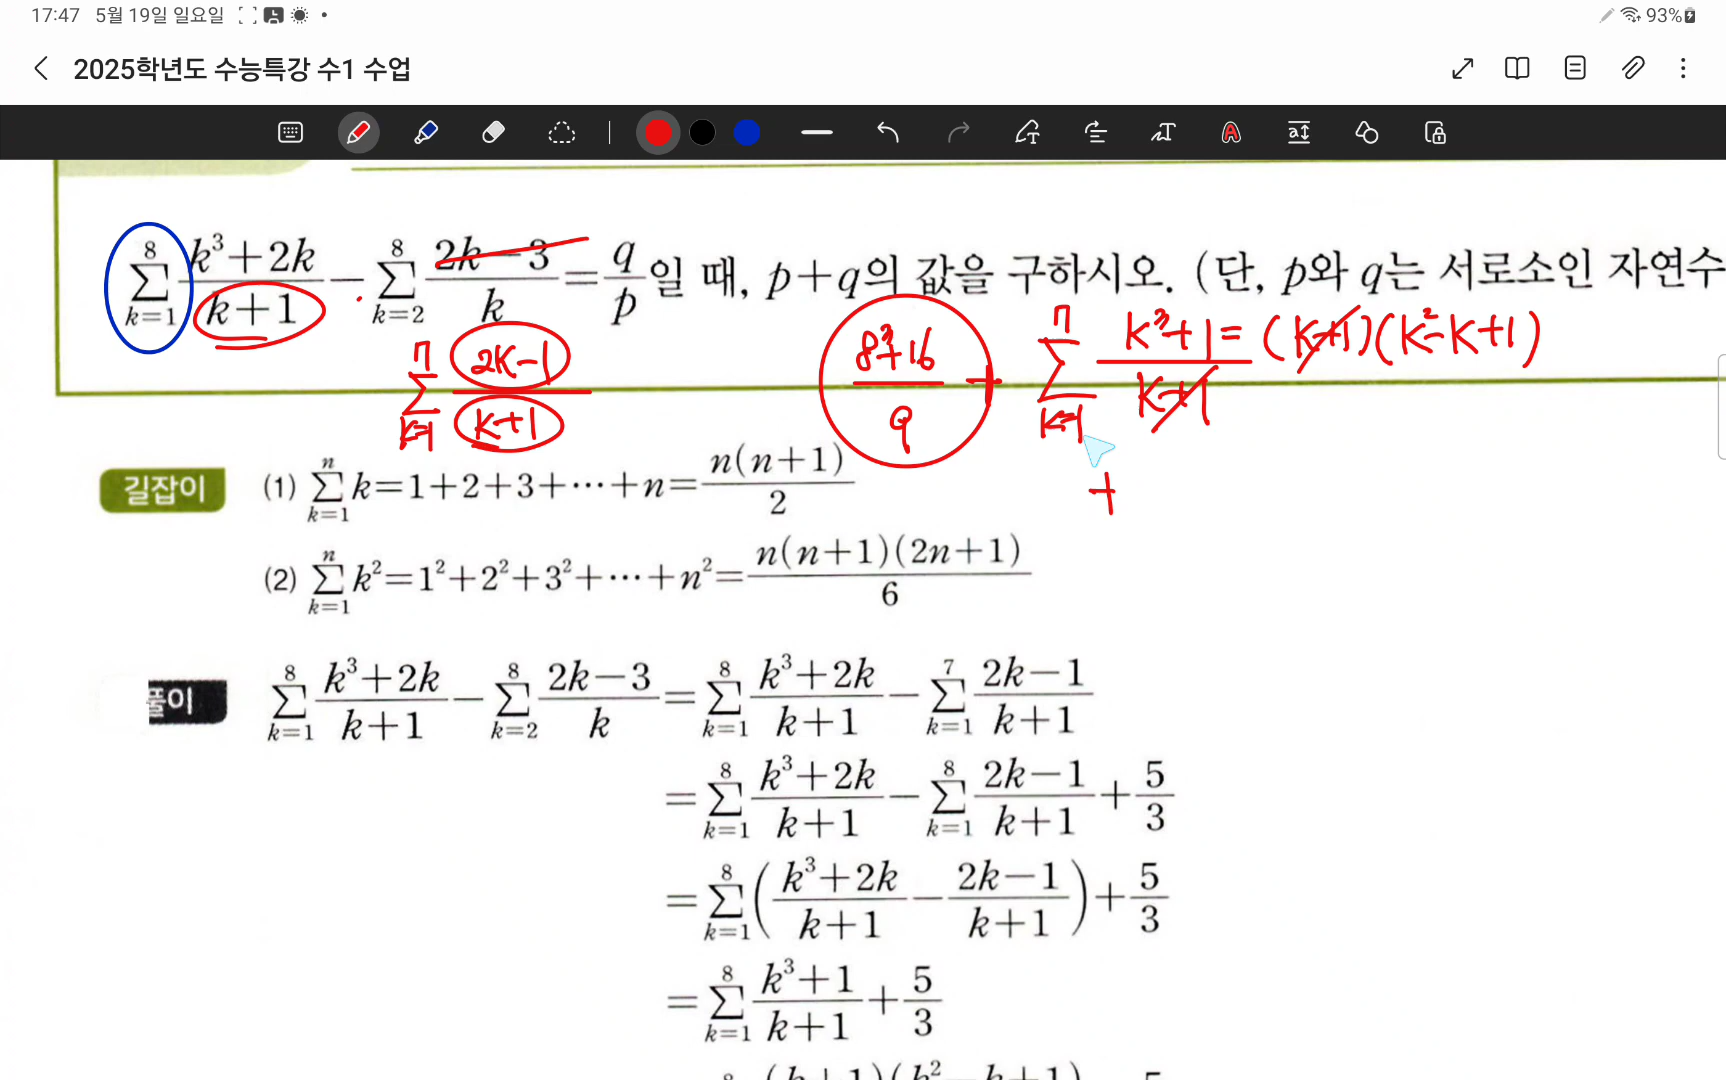 17:47 5월 19일 일요일 93%
2025학년도 수능특강 수1 수업
∑_{k=1}^{8} (k³+2k)/(k+1) − ∑_{k=2}^{8} (2k−3)/k = q/p 일 때, p+q의 값을 구하시오. (단, p와 q는 서로소인 자연수
∑_{k=1}^{7} (2k−1)/(k+1)
(8³+16)/9 + ∑_{k=1}^{7} (k³+1)/(k+1) = (k+1)(k²−k+1)
+
길잡이 (1) ∑_{k=1}^{n} k=1+2+3+⋯+n= n(n+1)/2
(2) ∑_{k=1}^{n} k²=1²+2²+3²+⋯+n²= n(n+1)(2n+1)/6
풀이 ∑_{k=1}^{8} (k³+2k)/(k+1) − ∑_{k=2}^{8} (2k−3)/k = ∑_{k=1}^{8} (k³+2k)/(k+1) − ∑_{k=1}^{7} (2k−1)/(k+1)
= ∑_{k=1}^{8} (k³+2k)/(k+1) − ∑_{k=1}^{8} (2k−1)/(k+1) + 5/3
= ∑_{k=1}^{8} ( (k³+2k)/(k+1) − (2k−1)/(k+1) ) + 5/3
= ∑_{k=1}^{8} (k³+1)/(k+1) + 5/3
8 (k+1)(k²−k+1) 5